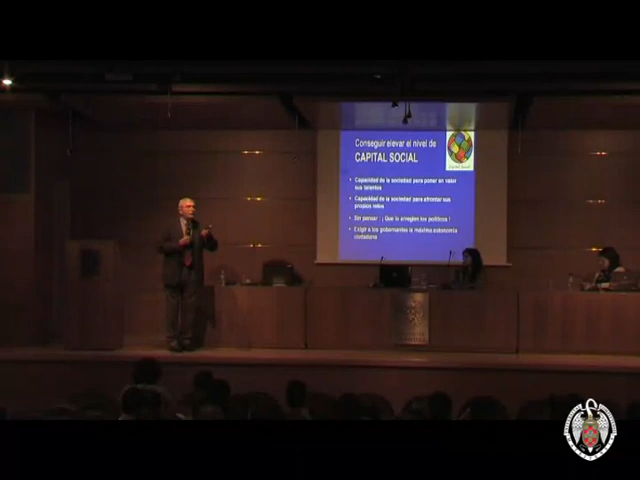 Conseguir elevar el nivel de
CAPITAL SOCIAL
Capital Social
• Capacidad de la sociedad para poner en valor
sus talentos
• Capacidad de la sociedad para afrontar sus
propios retos
• Sin pensar : ¡ Que lo arreglen los políticos !
• Exigir a los gobernantes la máxima autonomía
ciudadana